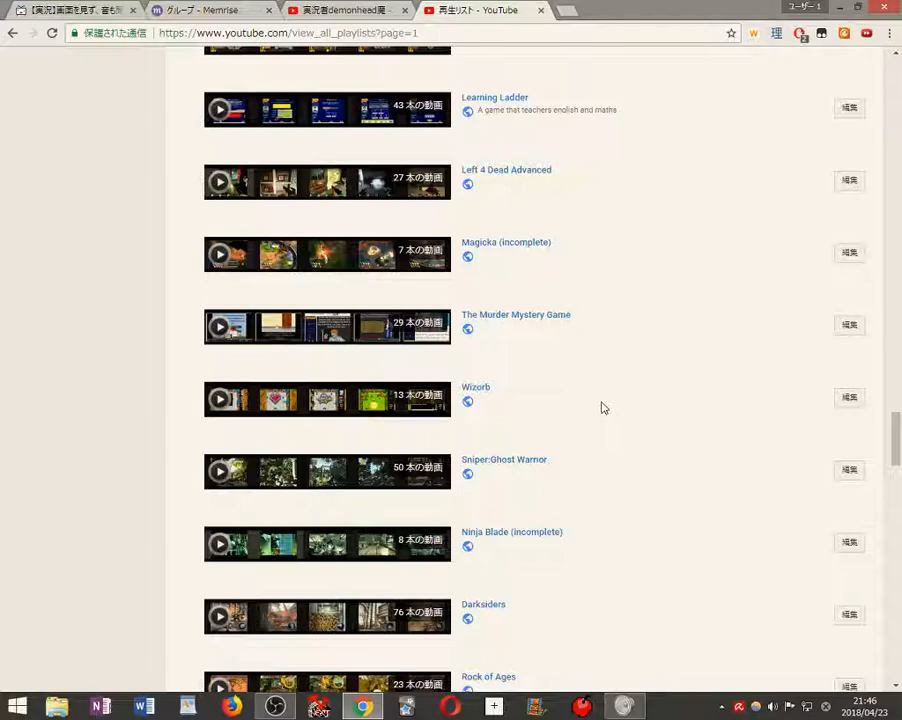 【実況】画面を見ず、音も聞
グループ - Memrise
実況者demonhead魔 -
再生リスト - YouTube
ユーザー 1
保護された通信
https://www.youtube.com/view_all_playlists?page=1
43 本の動画
Learning Ladder
A game that teaches english and maths
編集
27 本の動画
Left 4 Dead Advanced
編集
7 本の動画
Magicka (incomplete)
編集
29 本の動画
The Murder Mystery Game
編集
13 本の動画
Wizorb
編集
50 本の動画
Sniper:Ghost Warrior
編集
8 本の動画
Ninja Blade (incomplete)
編集
76 本の動画
Darksiders
編集
23 本の動画
Rock of Ages
編集
21:46
2018/04/23